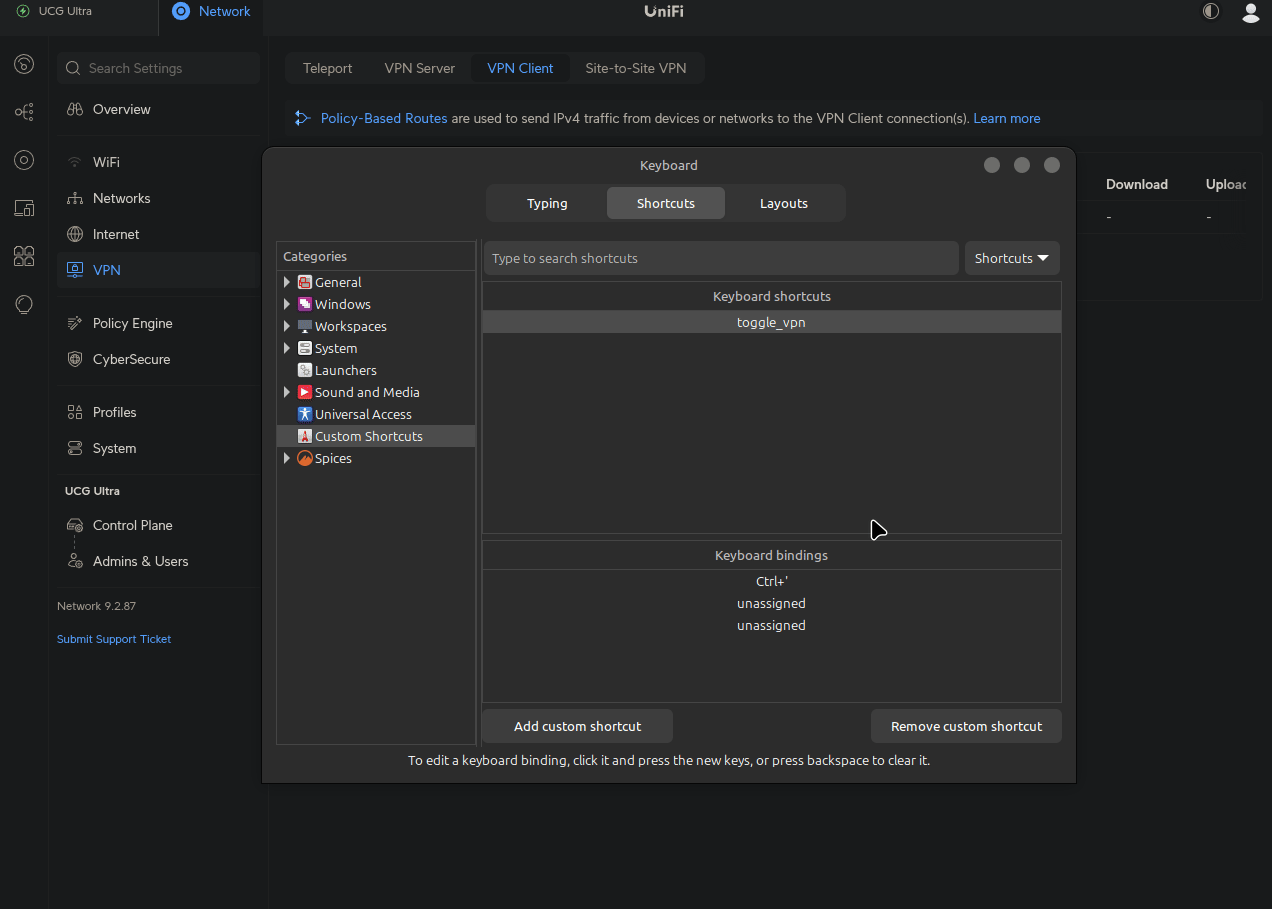 UCG Ultra
Network
UniFi
Search Settings
Overview
WiFi
Networks
Internet
VPN
Policy Engine
CyberSecure
Profiles
System
UCG Ultra
Control Plane
Admins & Users
Network 9.2.87
Submit Support Ticket
Teleport VPN Server VPN Client Site-to-Site VPN
Policy-Based Routes are used to send IPv4 traffic from devices or networks to the VPN Client connection(s). Learn more
Download Upload
- -
Keyboard
Typing Shortcuts Layouts
Categories
General
Windows
Workspaces
System
Launchers
Sound and Media
Universal Access
Custom Shortcuts
Spices
Type to search shortcuts
Shortcuts
Keyboard shortcuts
toggle_vpn
Keyboard bindings
Ctrl+'
unassigned
unassigned
Add custom shortcut
Remove custom shortcut
To edit a keyboard binding, click it and press the new keys, or press backspace to clear it.